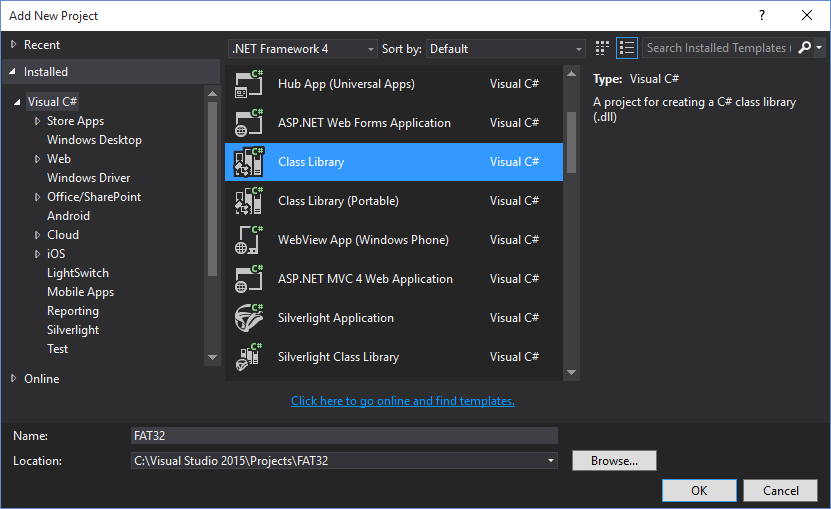 Add New Project
?
Recent
Installed
Visual C#
Store Apps
Windows Desktop
Web
Windows Driver
Office/SharePoint
Android
Cloud
iOS
LightSwitch
Mobile Apps
Reporting
Silverlight
Test
Online
.NET Framework 4
Sort by: Default
Search Installed Templates (
C# Hub App (Universal Apps) Visual C#
C# ASP.NET Web Forms Application Visual C#
C# Class Library Visual C#
C# Class Library (Portable) Visual C#
C# WebView App (Windows Phone) Visual C#
C# ASP.NET MVC 4 Web Application Visual C#
C# Silverlight Application Visual C#
C# Silverlight Class Library Visual C#
Click here to go online and find templates.
Type: Visual C#
A project for creating a C# class library
(.dll)
Name: FAT32
Location: C:\Visual Studio 2015\Projects\FAT32
Browse...
OK Cancel